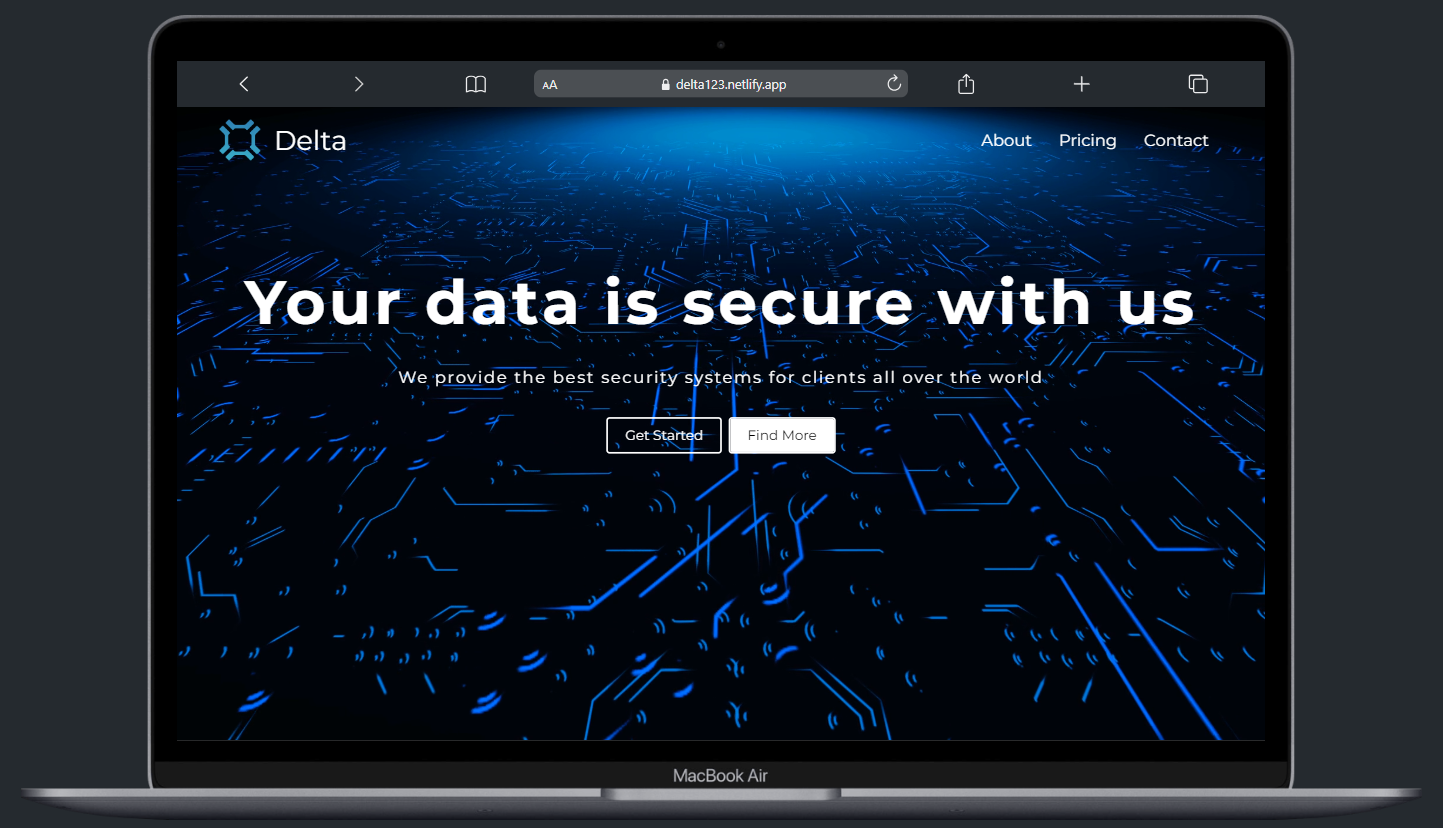 AA
delta123.netlify.app
Delta
About Pricing Contact
Your data is secure with us
We provide the best security systems for clients all over the world
Get Started Find More
MacBook Air